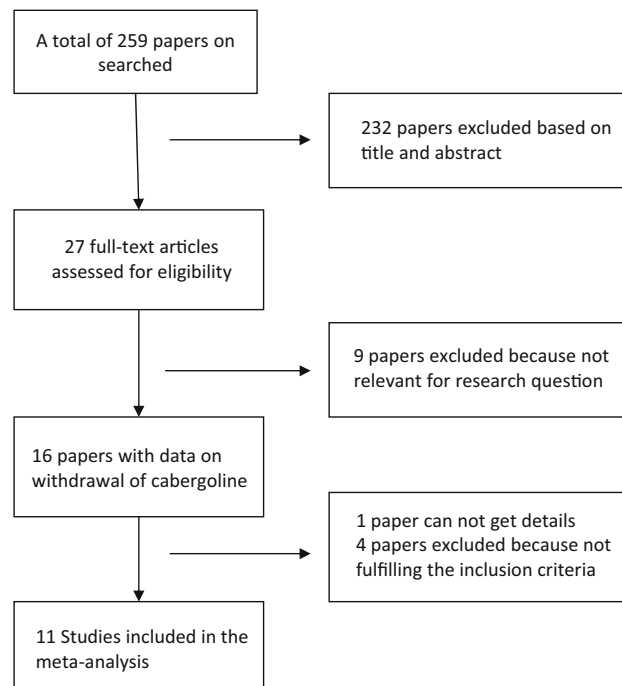 A total of 259 papers on
searched
232 papers excluded based on
title and abstract
27 full-text articles
assessed for eligibility
9 papers excluded because not
relevant for research question
16 papers with data on
withdrawal of cabergoline
1 paper can not get details
4 papers excluded because not
fulfilling the inclusion criteria
11 Studies included in the
meta-analysis